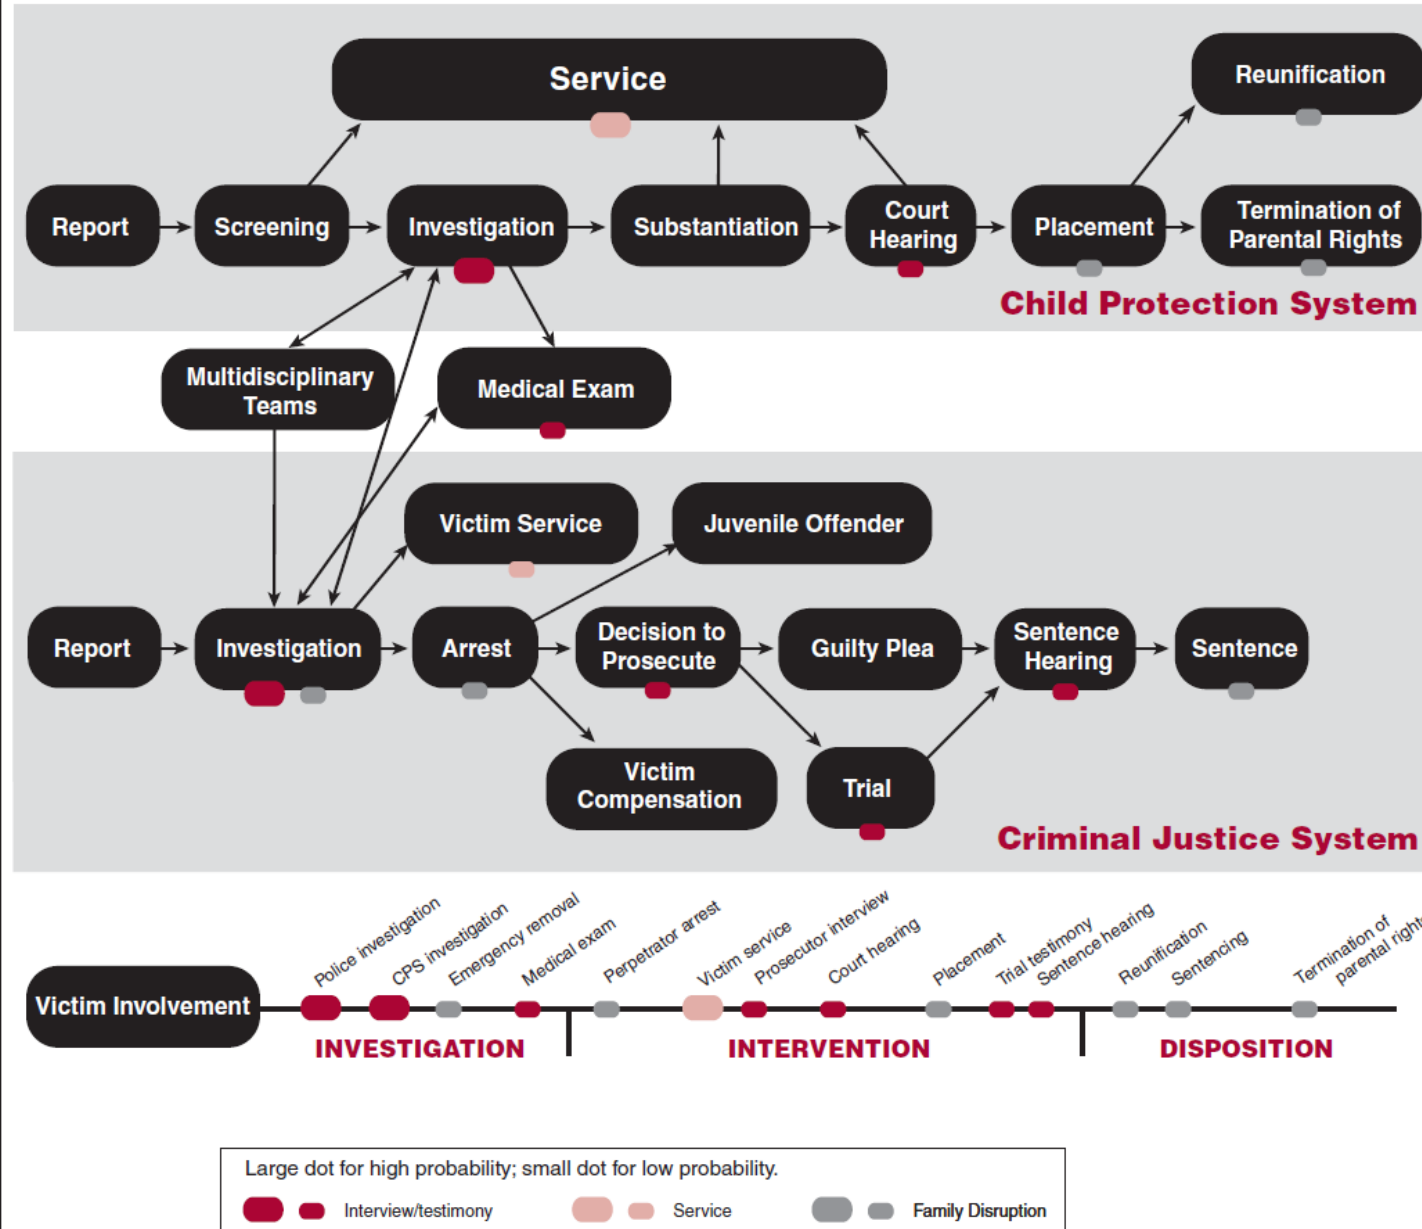 Service
Reunification
Report
Screening
Investigation
Substantiation
Court
Hearing
Placement
Termination of
Parental Rights
Child Protection System
Multidisciplinary
Teams
Medical Exam
Victim Service
Juvenile Offender
Report
Investigation
Arrest
Decision to
Prosecute
Guilty Plea
Sentence
Hearing
Sentence
Victim
Compensation
Trial
Criminal Justice System
Police investigation
CPS investigation
Emergency removal
Medical exam
Perpetrator arrest
Victim service
Prosecutor interview
Court hearing
Placement
Trial testimony
Sentence hearing
Reunification
Sentencing
Termination of
parental rights
Victim Involvement
INVESTIGATION
INTERVENTION
DISPOSITION
Large dot for high probability; small dot for low probability.
Interview/testimony
Service
Family Disruption